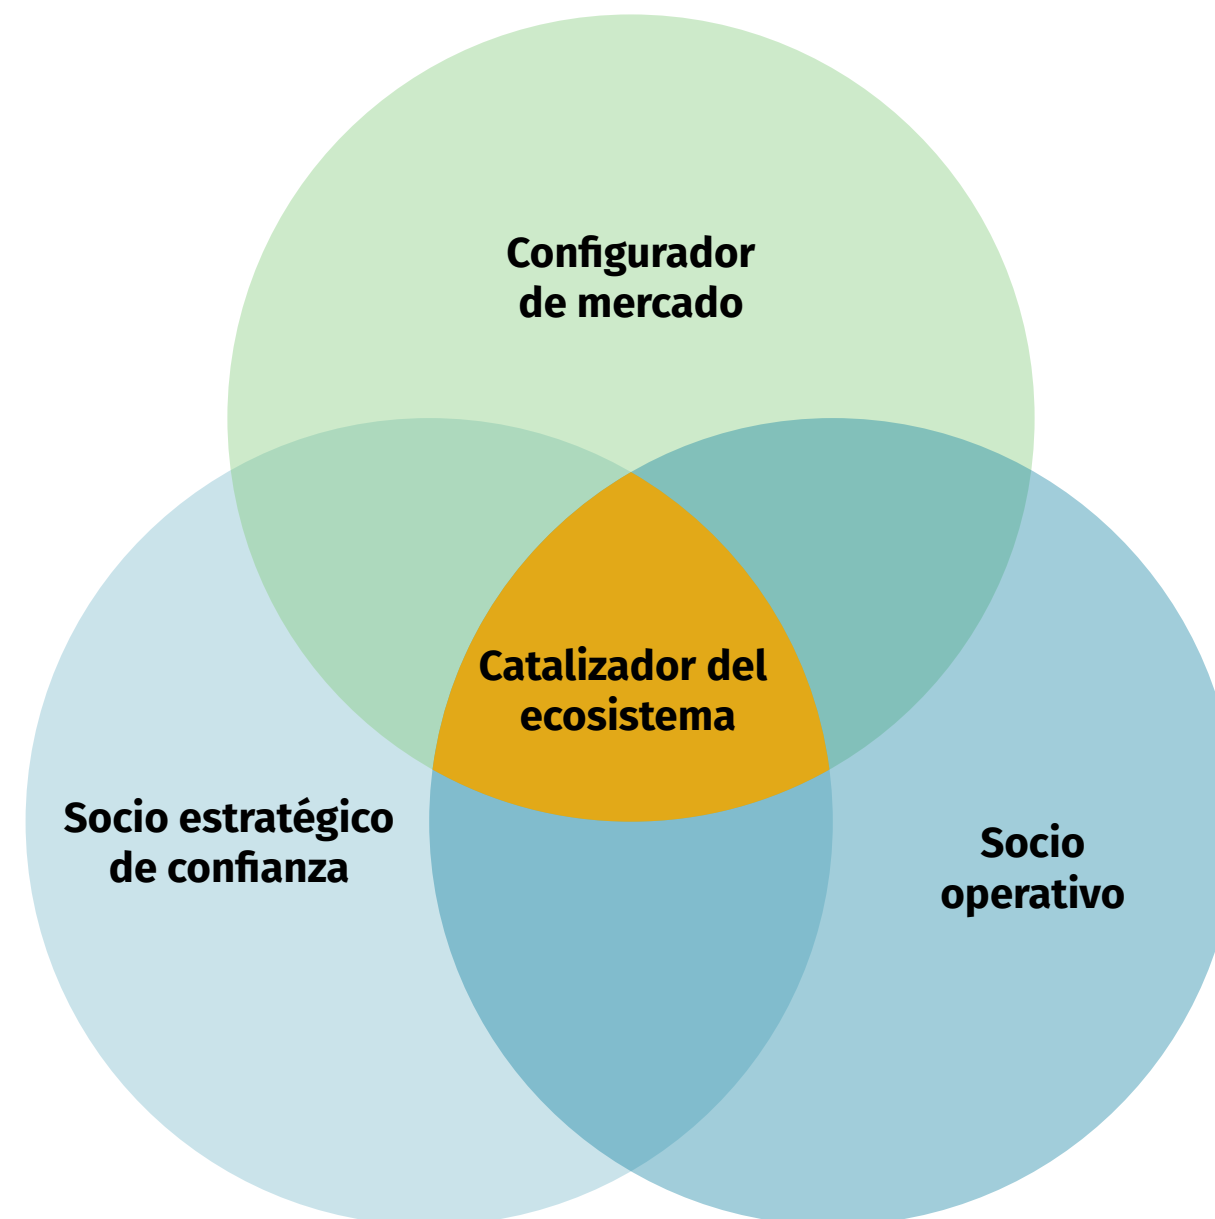 Configurador
de mercado
Catalizador del
ecosistema
Socio estratégico
de confianza
Socio
operativo